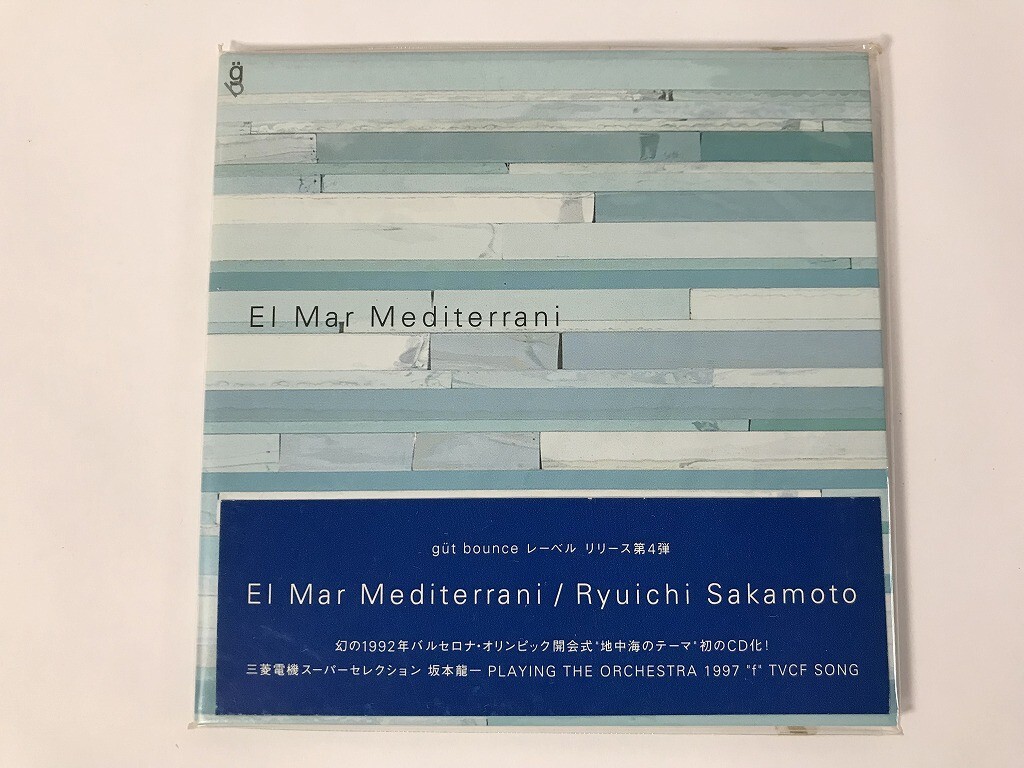 g̈b
El Mar Mediterrani
güt bounce レーベル リリース第4弾
El Mar Mediterrani / Ryuichi Sakamoto
幻の1992年バルセロナ・オリンピック開会式"地中海のテーマ"初のCD化!
三菱電機スーパーセレクション 坂本龍一 PLAYING THE ORCHESTRA 1997 "f" TVCF SONG